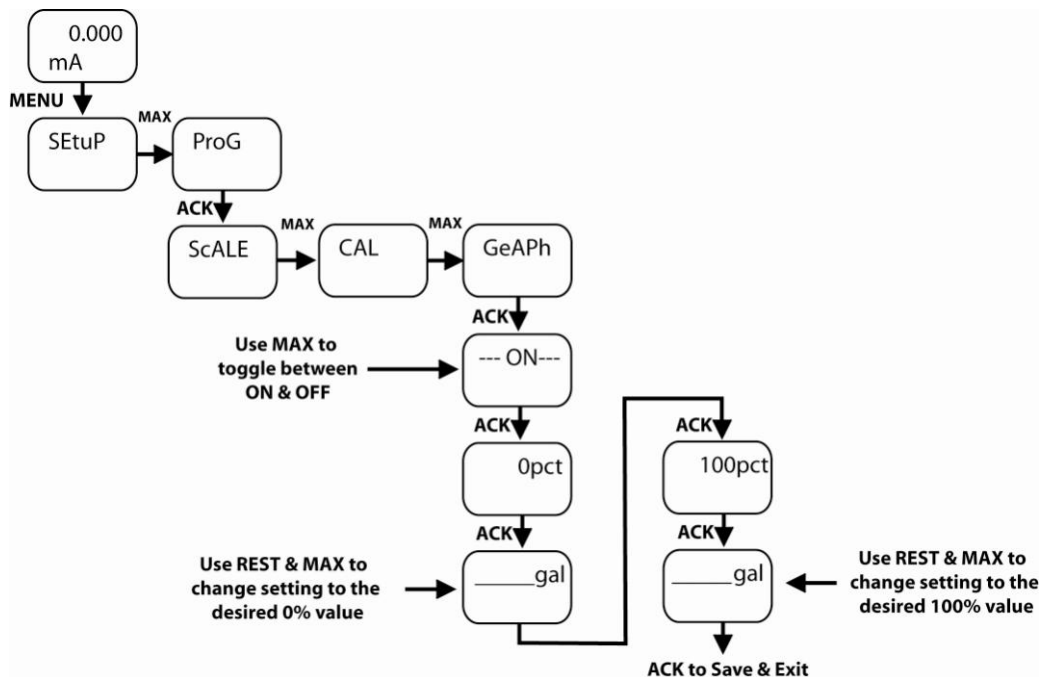 0.000
mA
MENU
SEtuP
MAX
ProG
ACK
ScALE
MAX
CAL
MAX
GeAPh
ACK
Use MAX to
toggle between
ON & OFF
--- ON---
ACK
0pct
ACK
Use REST & MAX to
change setting to the
desired 0% value
_____gal
ACK
100pct
ACK
_____gal
Use REST & MAX to
change setting to the
desired 100% value
ACK to Save & Exit